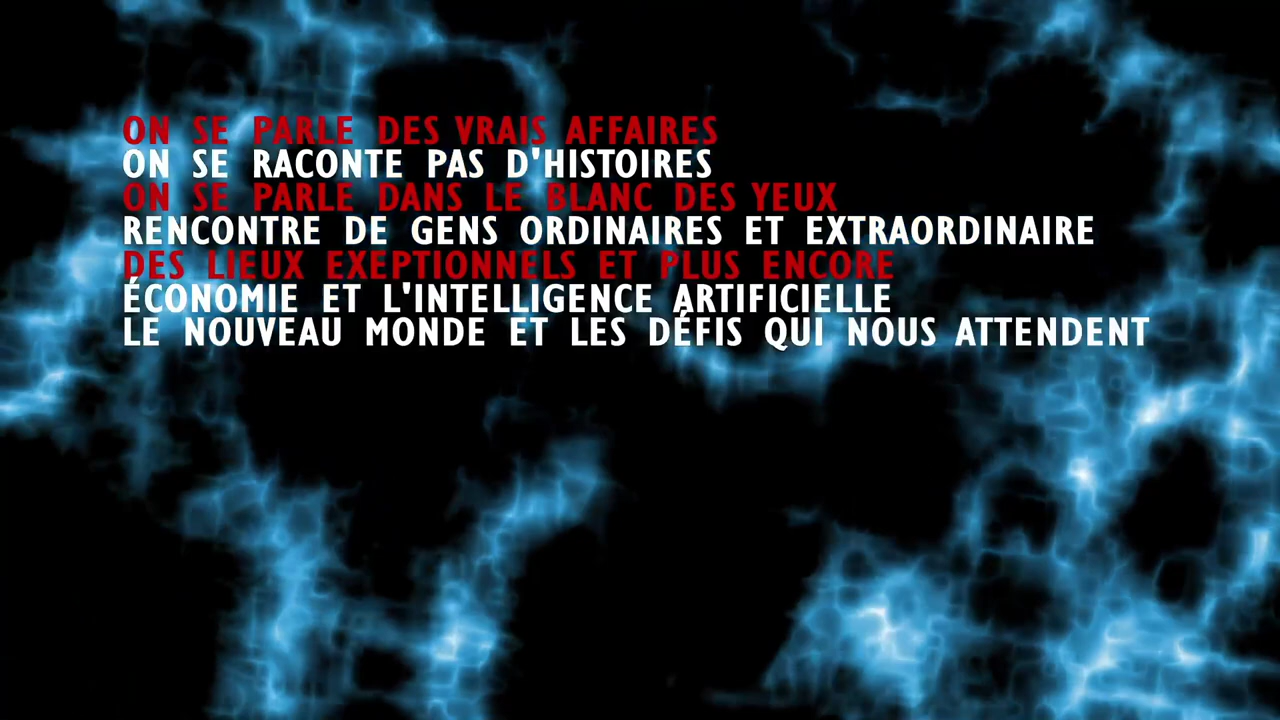 ON SE PARLE DES VRAIS AFFAIRES
ON SE RACONTE PAS D'HISTOIRES
ON SE PARLE DANS LE BLANC DES YEUX
RENCONTRE DE GENS ORDINAIRES ET EXTRAORDINAIRE
DES LIEUX EXEPTIONNELS ET PLUS ENCORE
ÉCONOMIE ET L'INTELLIGENCE ARTIFICIELLE
LE NOUVEAU MONDE ET LES DÉFIS QUI NOUS ATTENDENT